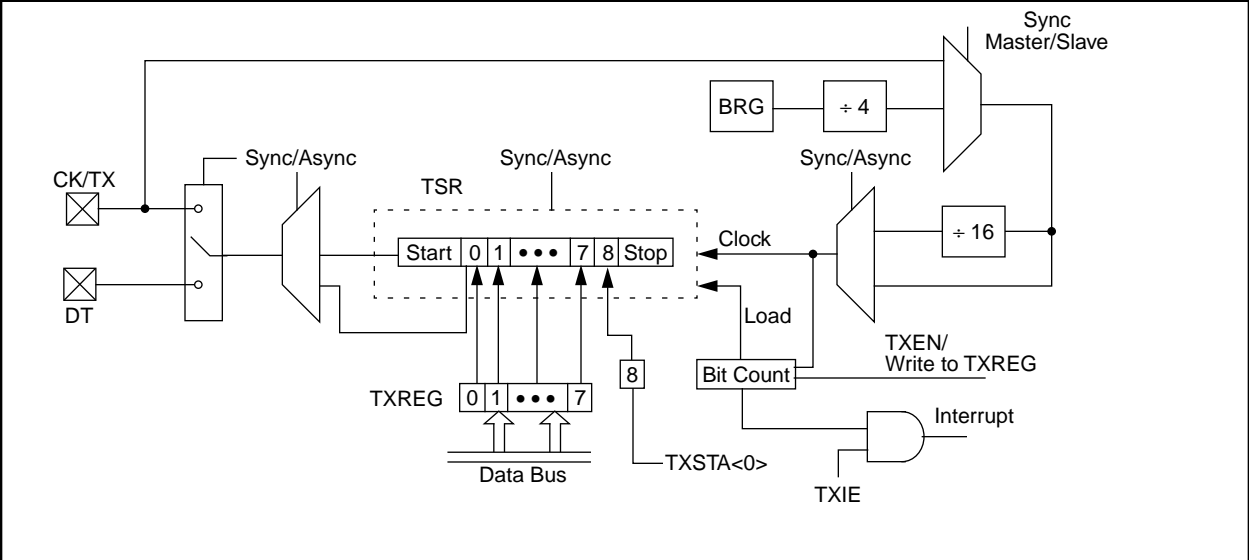 Sync
Master/Slave
BRG
÷ 4
Sync/Async
Sync/Async
Sync/Async
CK/TX
TSR
÷ 16
Start 0 1 ••• 7 8 Stop
Clock
DT
Load
TXEN/
Write to TXREG
8
Bit Count
TXREG 0 1 ••• 7
Interrupt
TXSTA<0>
Data Bus
TXIE